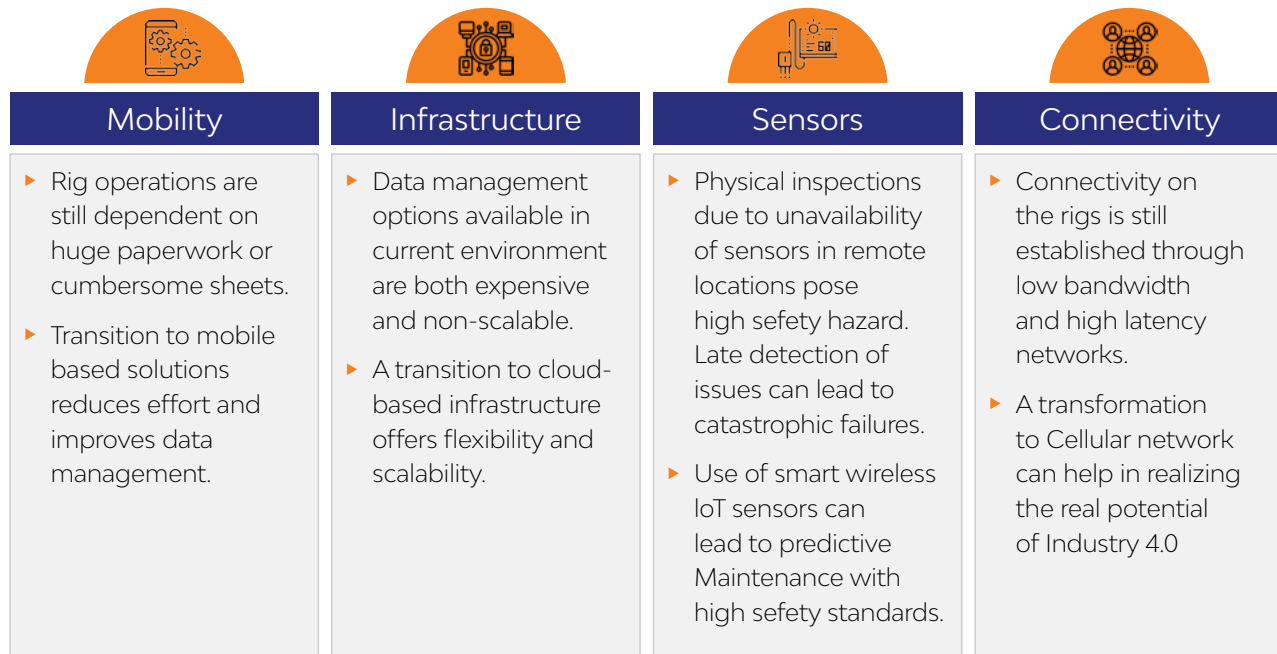 60
Mobility
▸ Rig operations are
still dependent on
huge paperwork or
cumbersome sheets.
▸ Transition to mobile
based solutions
reduces effort and
improves data
management.
Infrastructure
▸ Data management
options available in
current environment
are both expensive
and non-scalable.
▸ A transition to cloud-
based infrastructure
offers flexibility and
scalability.
Sensors
▸ Physical inspections
due to unavailability
of sensors in remote
locations pose
high sefety hazard.
Late detection of
issues can lead to
catastrophic failures.
▸ Use of smart wireless
IoT sensors can
lead to predictive
Maintenance with
high sefety standards.
Connectivity
▸ Connectivity on
the rigs is still
established through
low bandwidth
and high latency
networks.
▸ A transformation
to Cellular network
can help in realizing
the real potential
of Industry 4.0